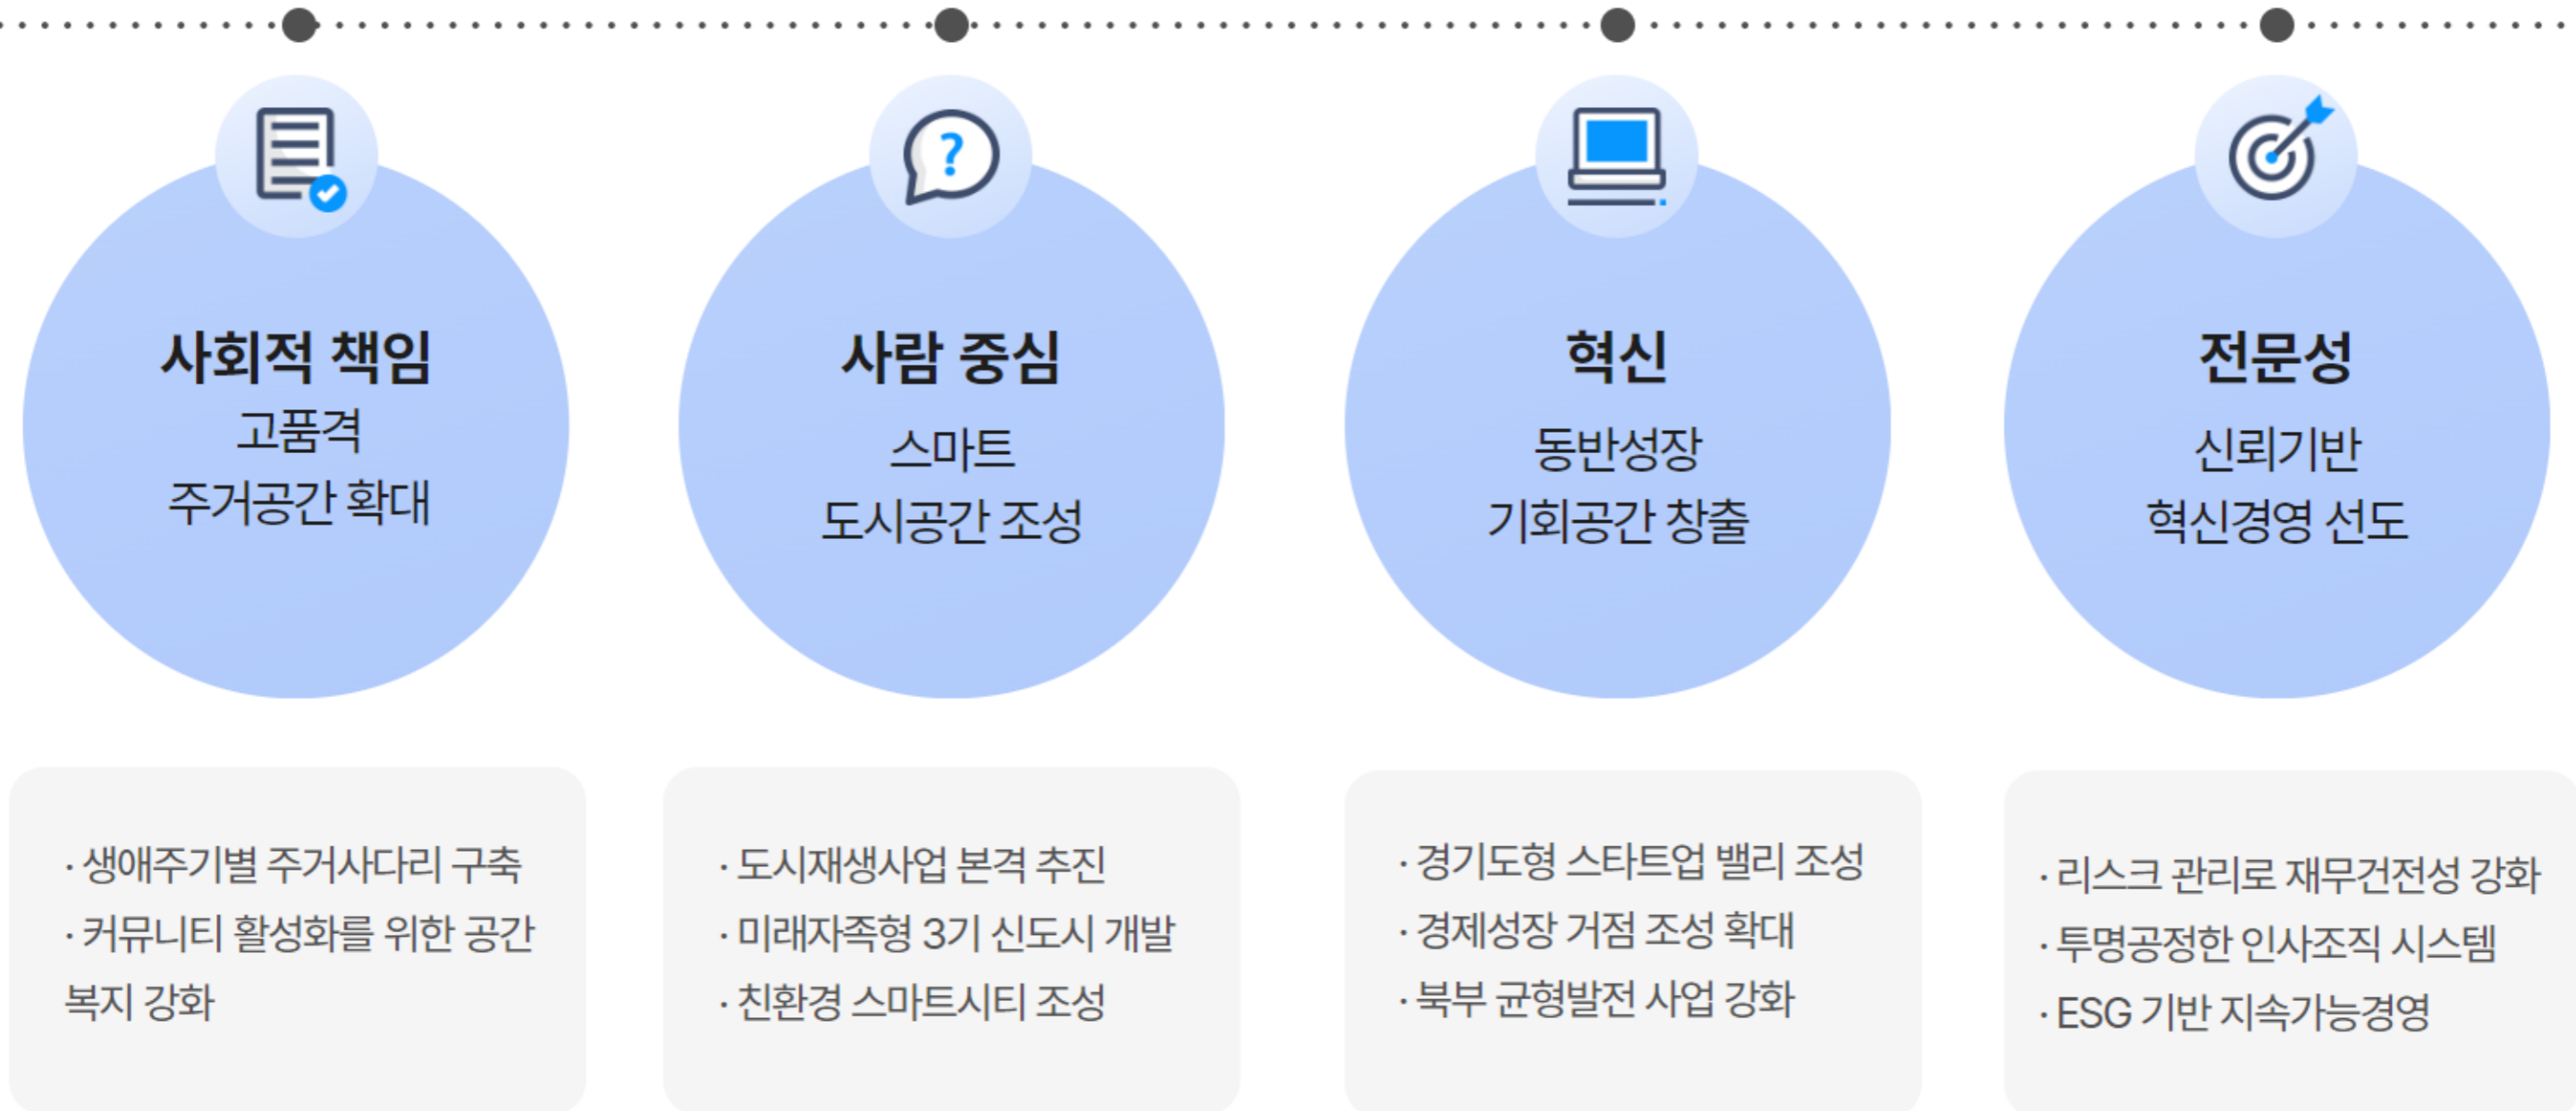 사회적 책임
고품격
주거공간 확대
· 생애주기별 주거사다리 구축
· 커뮤니티 활성화를 위한 공간
복지 강화
?
사람 중심
스마트
도시공간 조성
· 도시재생사업 본격 추진
· 미래자족형 3기 신도시 개발
· 친환경 스마트시티 조성
혁신
동반성장
기회공간 창출
· 경기도형 스타트업 밸리 조성
· 경제성장 거점 조성 확대
· 북부 균형발전 사업 강화
전문성
신뢰기반
혁신경영 선도
· 리스크 관리로 재무건전성 강화
· 투명공정한 인사조직 시스템
· ESG 기반 지속가능경영